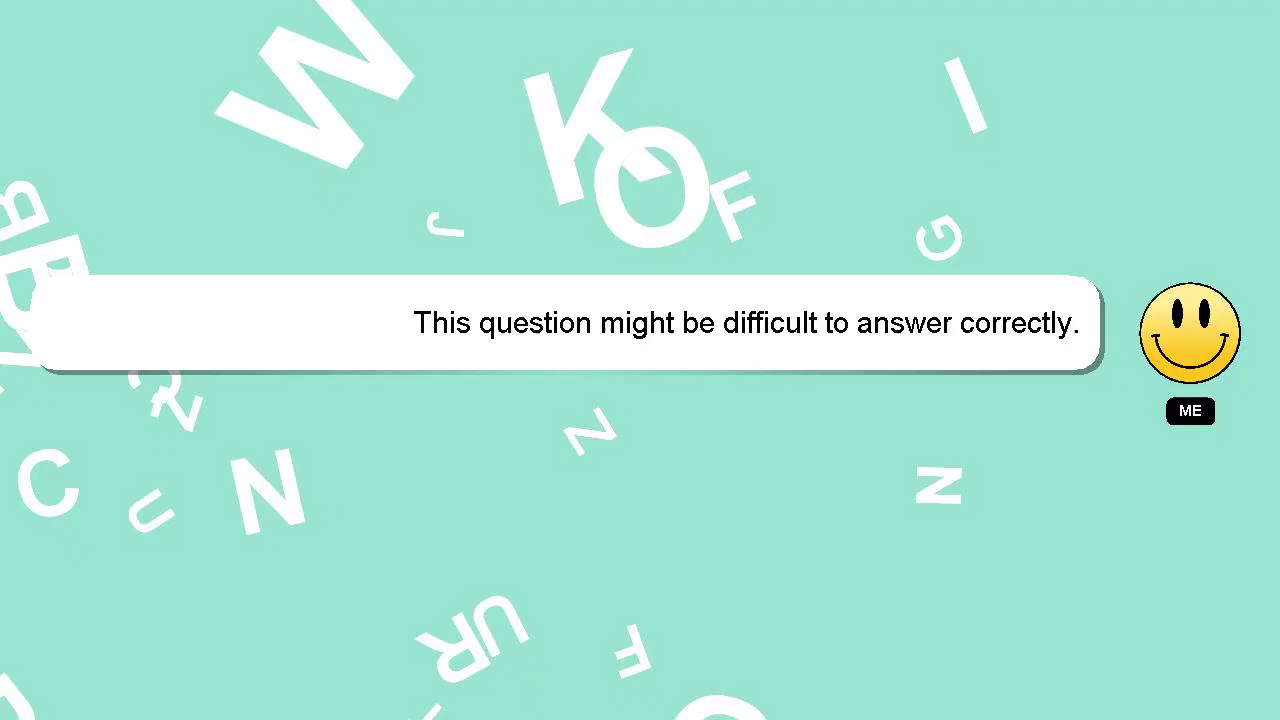 W
K
I
O
F
J
G
This question might be difficult to answer correctly.
ME
N
C
N
U
N
U
R
F